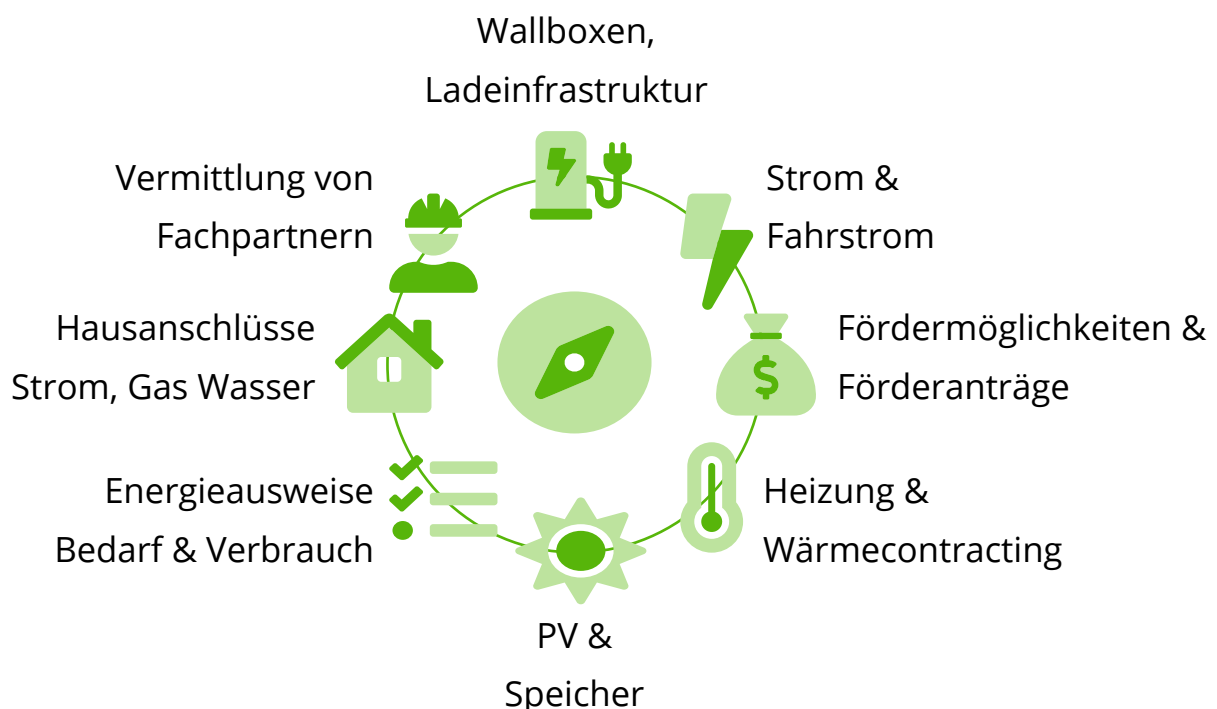 Wallboxen,
Ladeinfrastruktur
Strom &
Fahrstrom
Fördermöglichkeiten &
Förderanträge
Heizung &
Wärmecontracting
PV &
Speicher
Energieausweise
Bedarf & Verbrauch
Hausanschlüsse
Strom, Gas Wasser
Vermittlung von
Fachpartnern
$